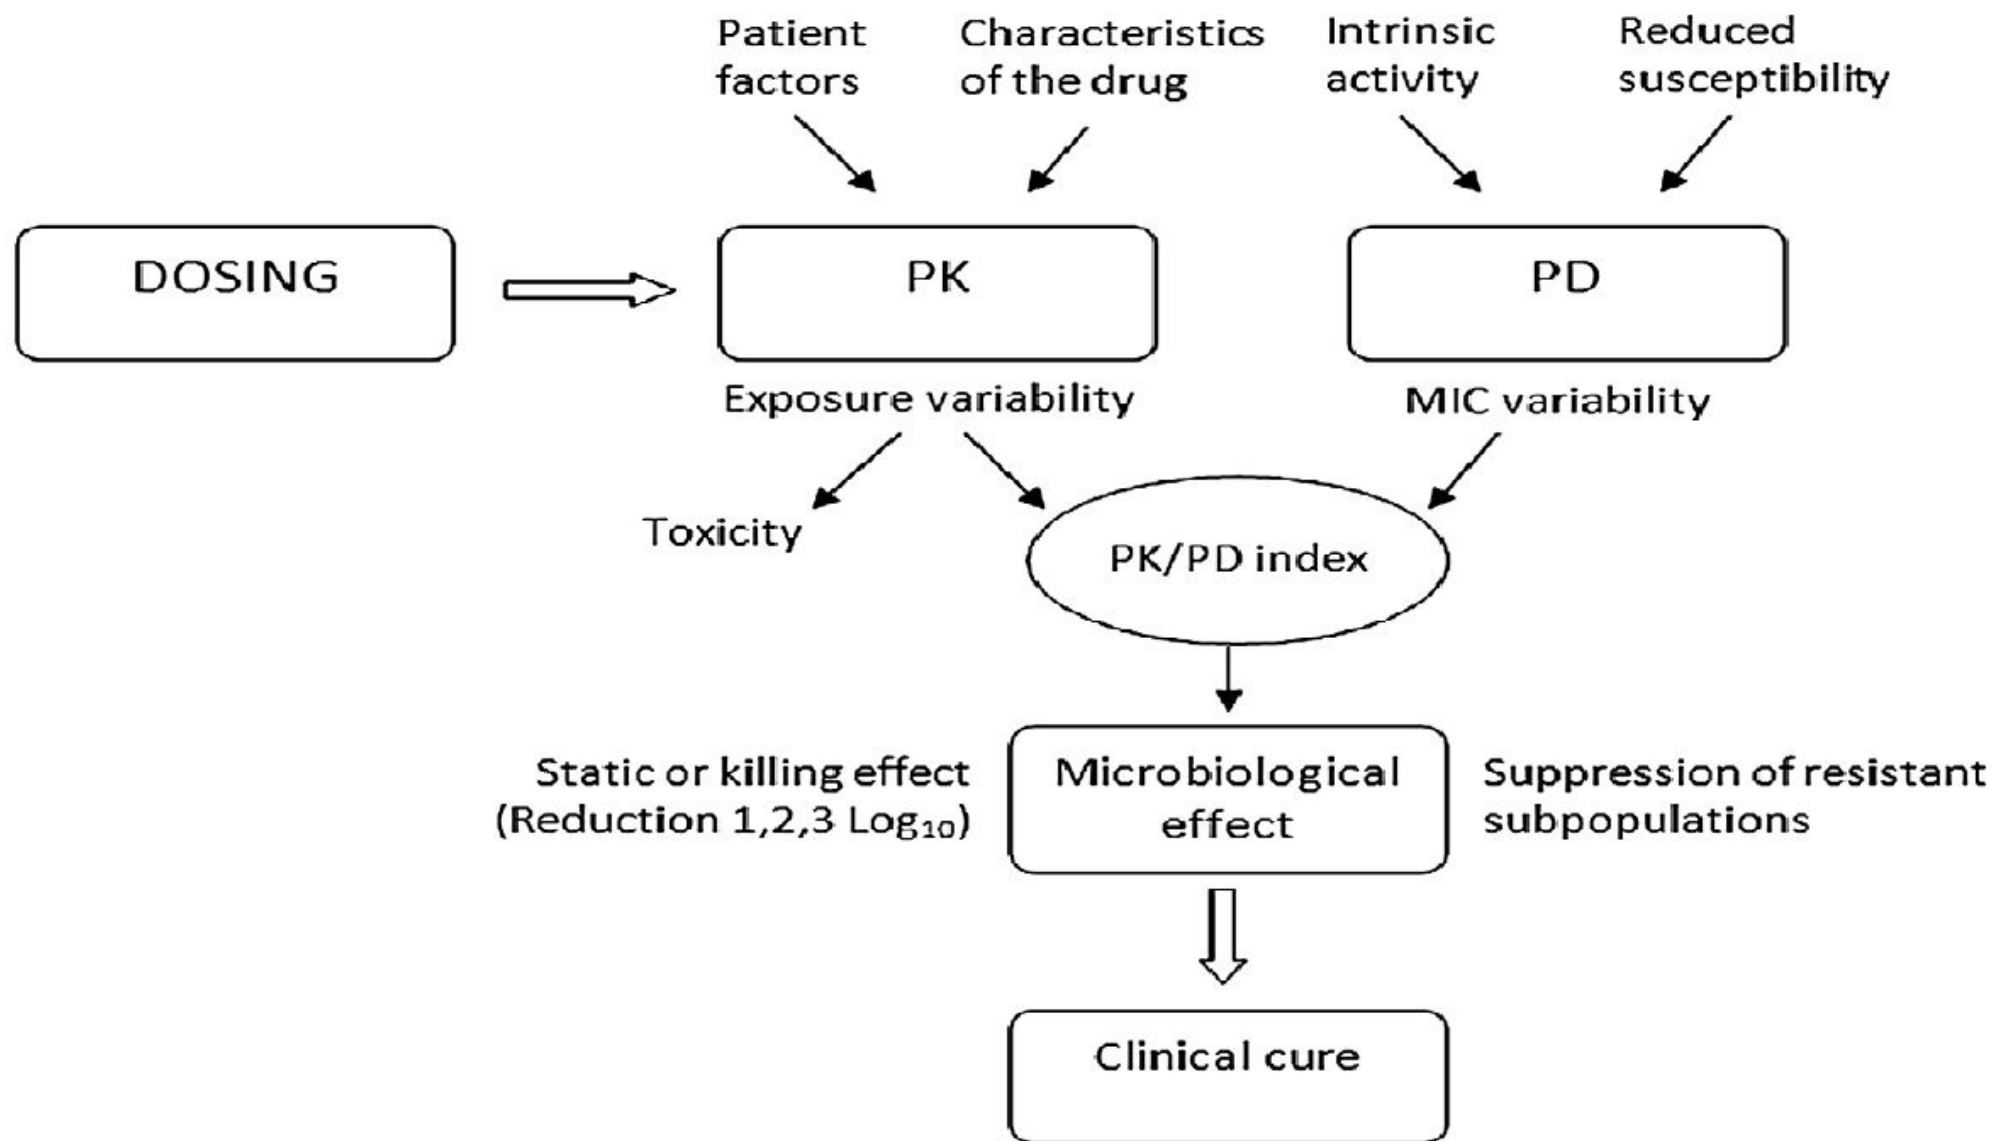 Patient
factors
Characteristics
of the drug
Intrinsic
activity
Reduced
susceptibility
DOSING
PK
PD
Exposure variability
MIC variability
Toxicity
PK/PD index
Static or killing effect
(Reduction 1,2,3 Log₁₀)
Microbiological
effect
Suppression of resistant
subpopulations
Clinical cure